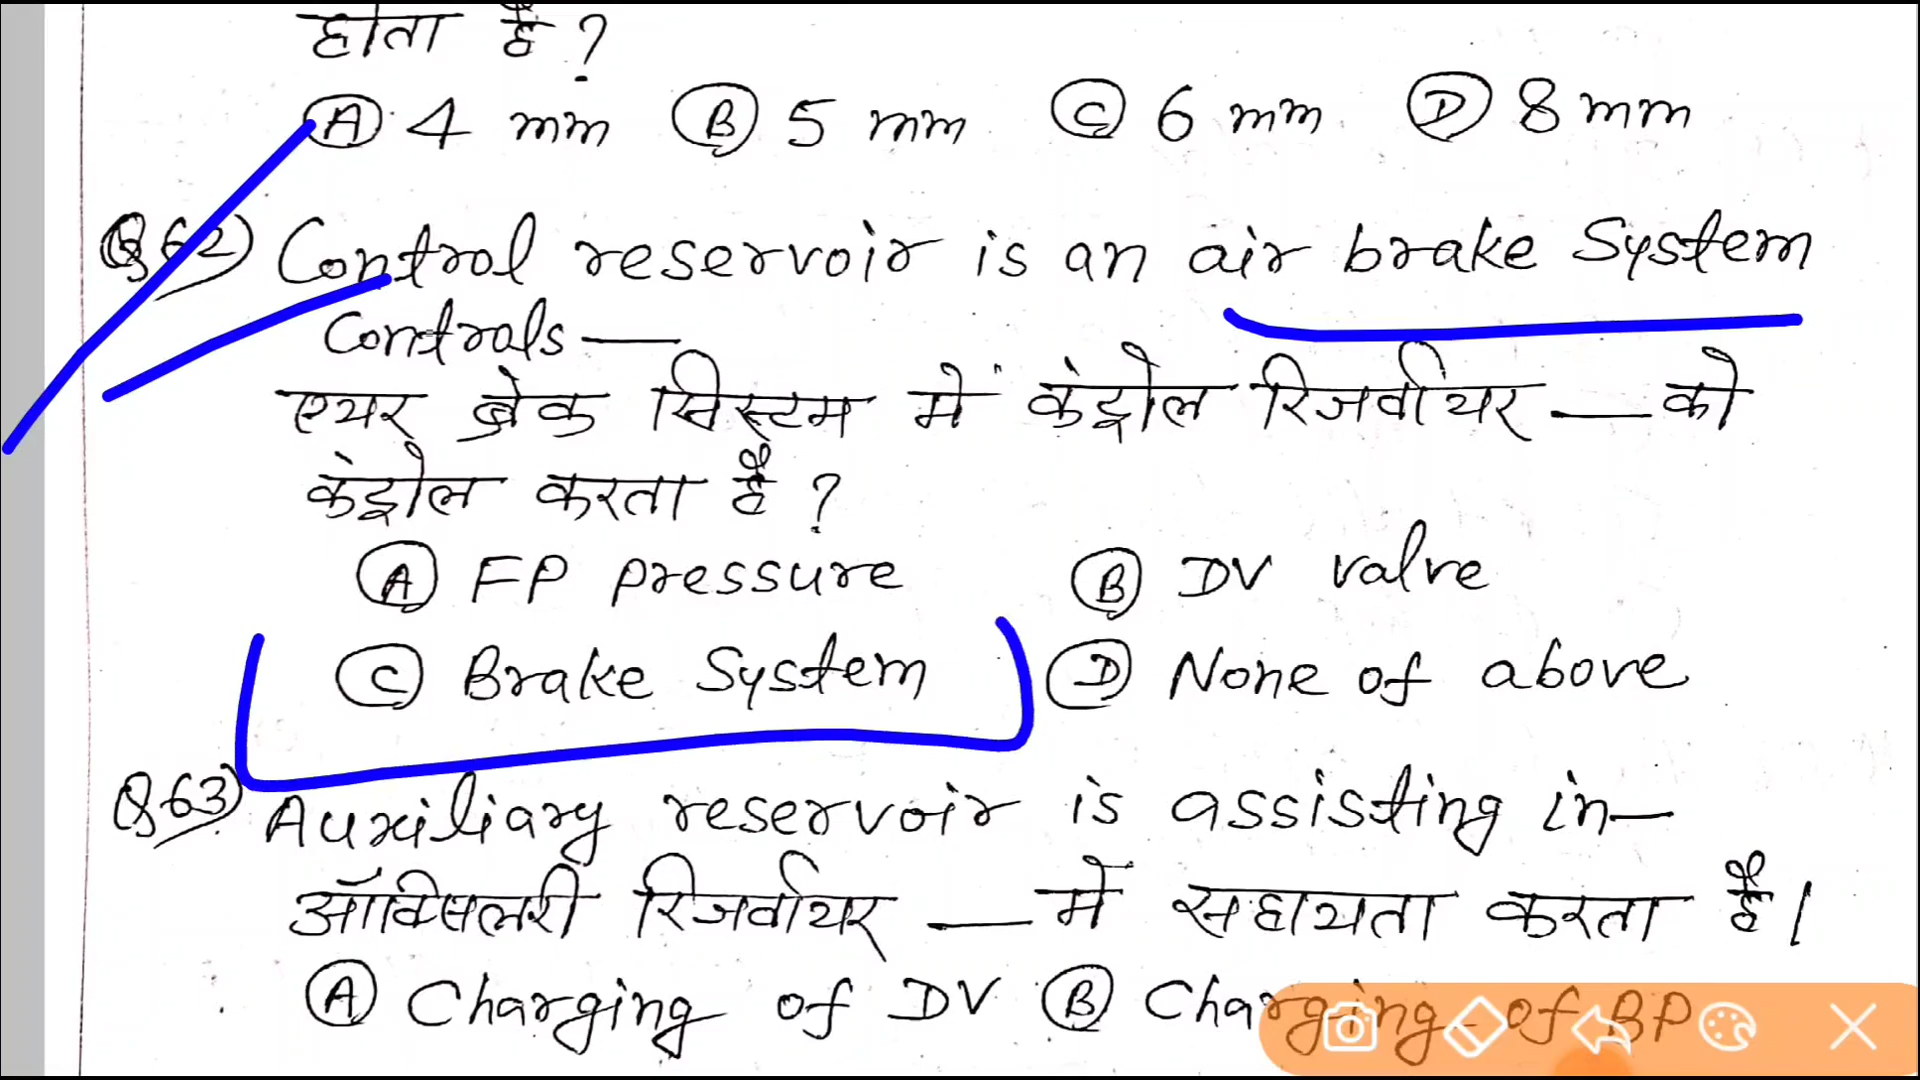 होता है?
(A) 4 mm (B) 5 mm (C) 6 mm (D) 8 mm
Q62) Control reservoir is an air brake System
Controls —
एयर ब्रेक सिस्टम में कंट्रोल रिजर्वायर — को
कंट्रोल करता है?
(A) FP pressure (B) DV valve
(C) Brake System (D) None of above
Q63) Auxiliary reservoir is assisting in —
ऑक्सिलरी रिजर्वायर — में सहायता करता है।
(A) Charging of DV (B) Charging of BP